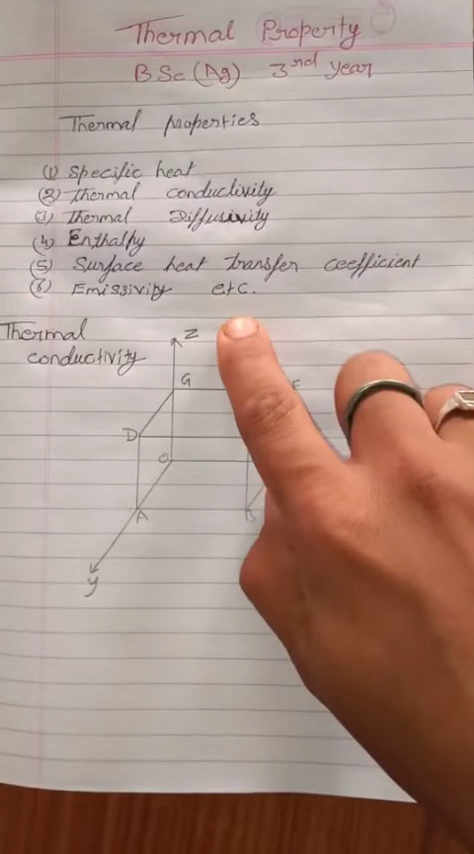 Thermal Property
BSc (Ag) 3rd year
Thermal properties
(1) Specific heat
(2) Thermal conductivity
(3) Thermal Diffusivity
(4) Enthalpy
(5) Surface heat transfer coefficient
(6) Emissivity etc.
Thermal
conductivity
Z
G
F
D
O
A
B
y